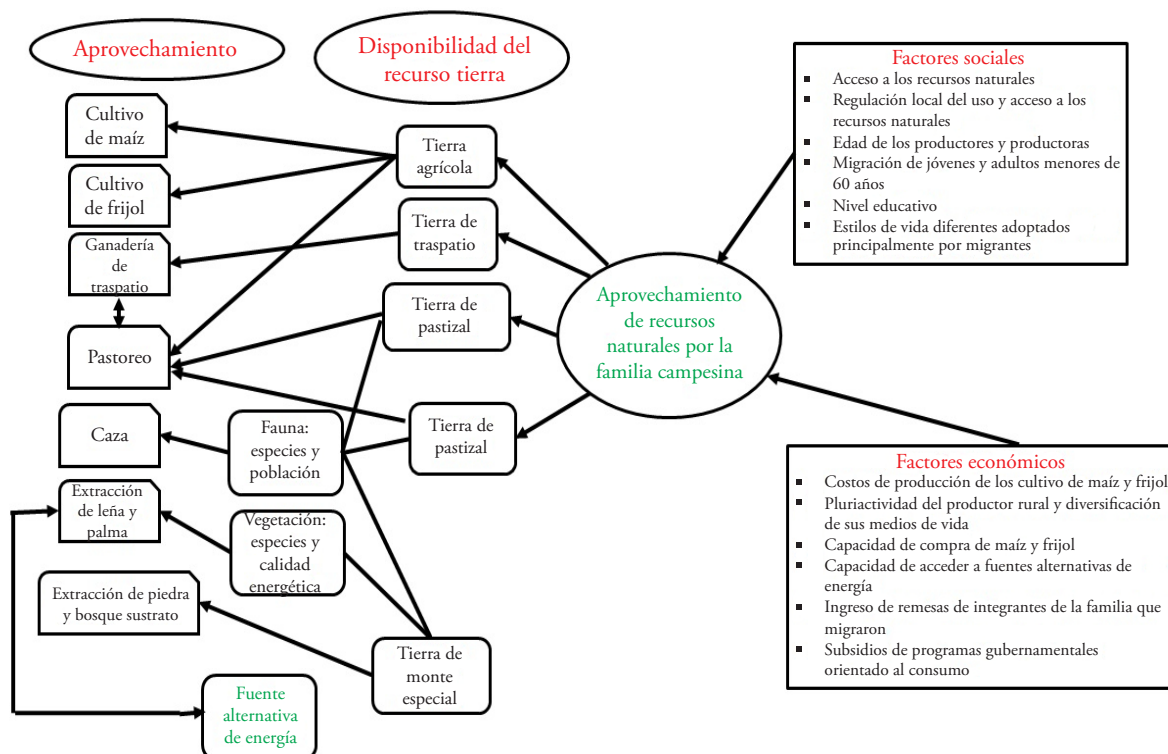 Aprovechamiento
Disponibilidad del
recurso tierra
Cultivo
de maíz
Cultivo
de frijol
Ganadería
de
traspatio
Pastoreo
Caza
Extracción
de leña y
palma
Extracción de piedra
y bosque sustrato
Fuente
alternativa
de energía
Fauna:
especies y
población
Vegetación:
especies y
calidad
energética
Tierra
agrícola
Tierra de
traspatio
Tierra de
pastizal
Tierra de
pastizal
Tierra de
monte
especial
Aprovechamiento
de recursos
naturales por la
familia campesina
Factores sociales
▪ Acceso a los recursos naturales
▪ Regulación local del uso y acceso a los
recursos naturales
▪ Edad de los productores y productoras
▪ Migración de jóvenes y adultos menores de
60 años
▪ Nivel educativo
▪ Estilos de vida diferentes adoptados
principalmente por migrantes
Factores económicos
▪ Costos de producción de los cultivo de maíz y frijol
▪ Pluriactividad del productor rural y diversificación
de sus medios de vida
▪ Capacidad de compra de maíz y frijol
▪ Capacidad de acceder a fuentes alternativas de
energía
▪ Ingreso de remesas de integrantes de la familia que
migraron
▪ Subsidios de programas gubernamentales
orientado al consumo